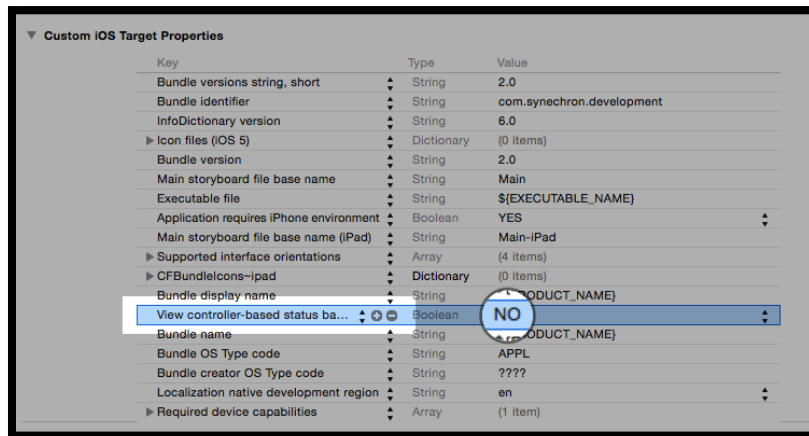 Custom iOS Target Properties
Key Type Value
Bundle versions string, short String 2.0
Bundle identifier String com.synechron.development
InfoDictionary version String 6.0
Icon files (iOS 5) Dictionary (0 items)
Bundle version String 2.0
Main storyboard file base name String Main
Executable file String ${EXECUTABLE_NAME}
Application requires iPhone environment Boolean YES
Main storyboard file base name (iPad) String Main-iPad
Supported interface orientations Array (4 items)
CFBundleIcons~ipad Dictionary (0 items)
Bundle display name String PRODUCT_NAME}
View controller-based status ba... Boolean NO
Bundle name String PRODUCT_NAME}
Bundle OS Type code String APPL
Bundle creator OS Type code String ????
Localization native development region String en
Required device capabilities Array (1 item)